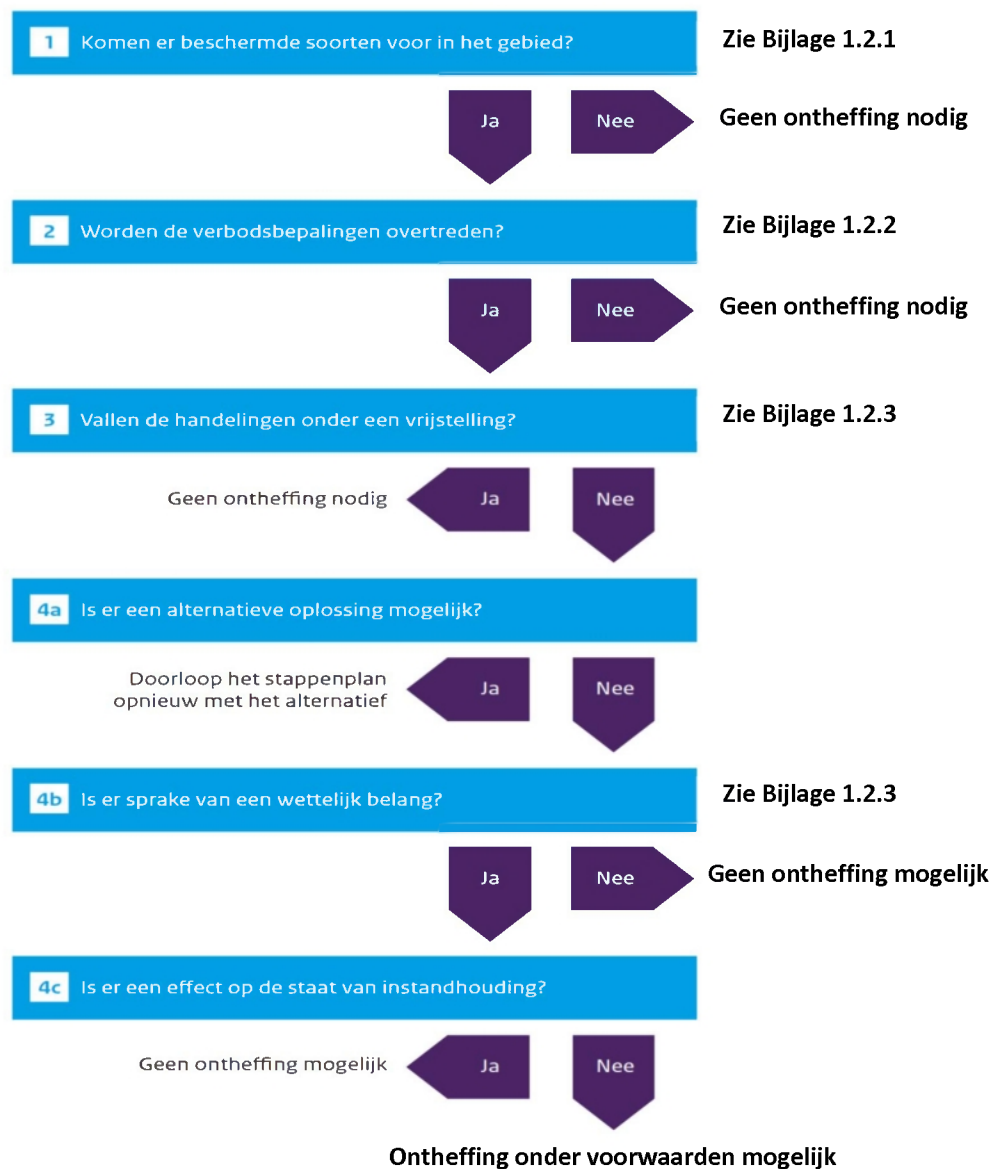 1 Komen er beschermde soorten voor in het gebied? Zie Bijlage 1.2.1
Ja Nee Geen ontheffing nodig
2 Worden de verbodsbepalingen overtreden? Zie Bijlage 1.2.2
Ja Nee Geen ontheffing nodig
3 Vallen de handelingen onder een vrijstelling? Zie Bijlage 1.2.3
Geen ontheffing nodig Ja Nee
4a Is er een alternatieve oplossing mogelijk?
Doorloop het stappenplan
opnieuw met het alternatief Ja Nee
4b Is er sprake van een wettelijk belang? Zie Bijlage 1.2.3
Ja Nee Geen ontheffing mogelijk
4c Is er een effect op de staat van instandhouding?
Geen ontheffing mogelijk Ja Nee
Ontheffing onder voorwaarden mogelijk